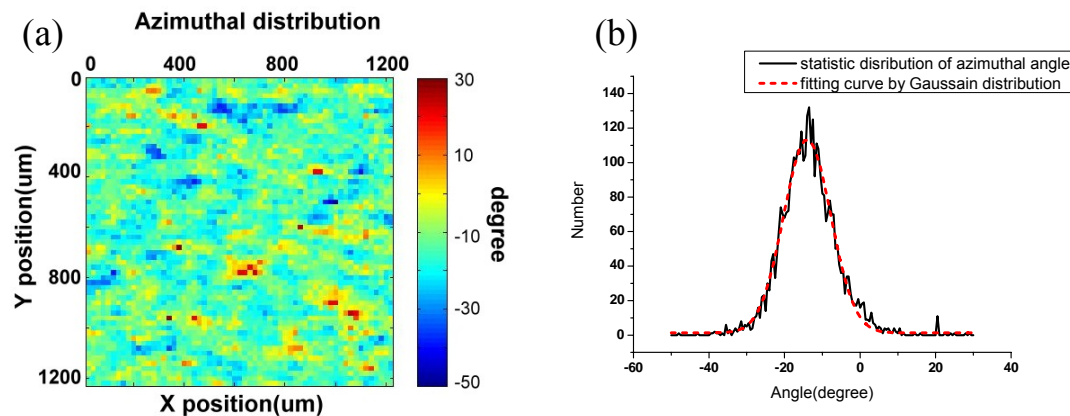 (a)
Azimuthal distribution
0 400 800 1200
0
400
800
1200
Y position(um)
X position(um)
30
10
-10
-30
-50
degree
(b)
statistic disribution of azimuthal angle
fitting curve by Gaussain distribution
140
120
100
80
60
40
20
0
Number
-60 -40 -20 0 20 40
Angle(degree)